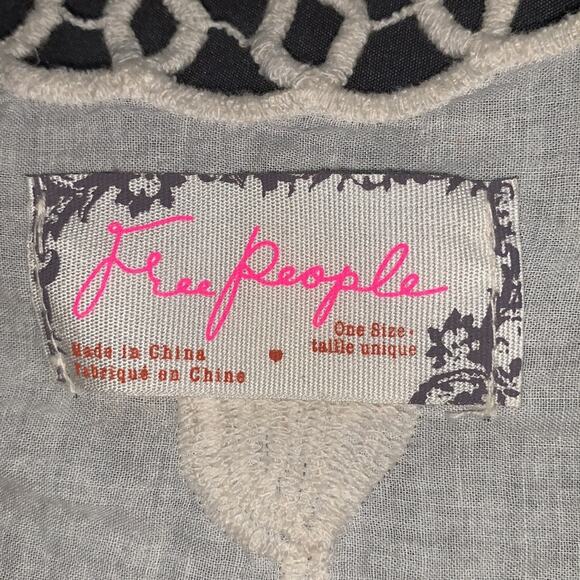 Free People
One Size •
taille unique
Made in China
Fabriqué en Chine